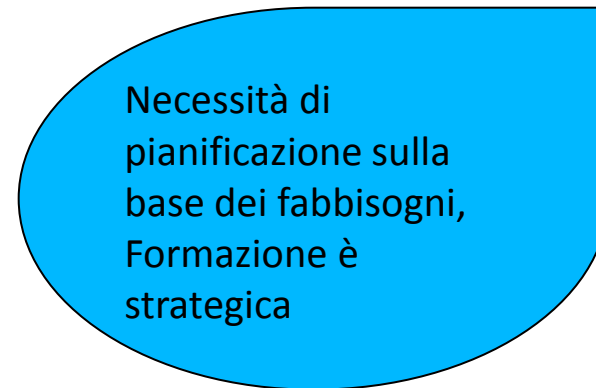 Necessità di
pianificazione sulla
base dei fabbisogni,
Formazione è
strategica